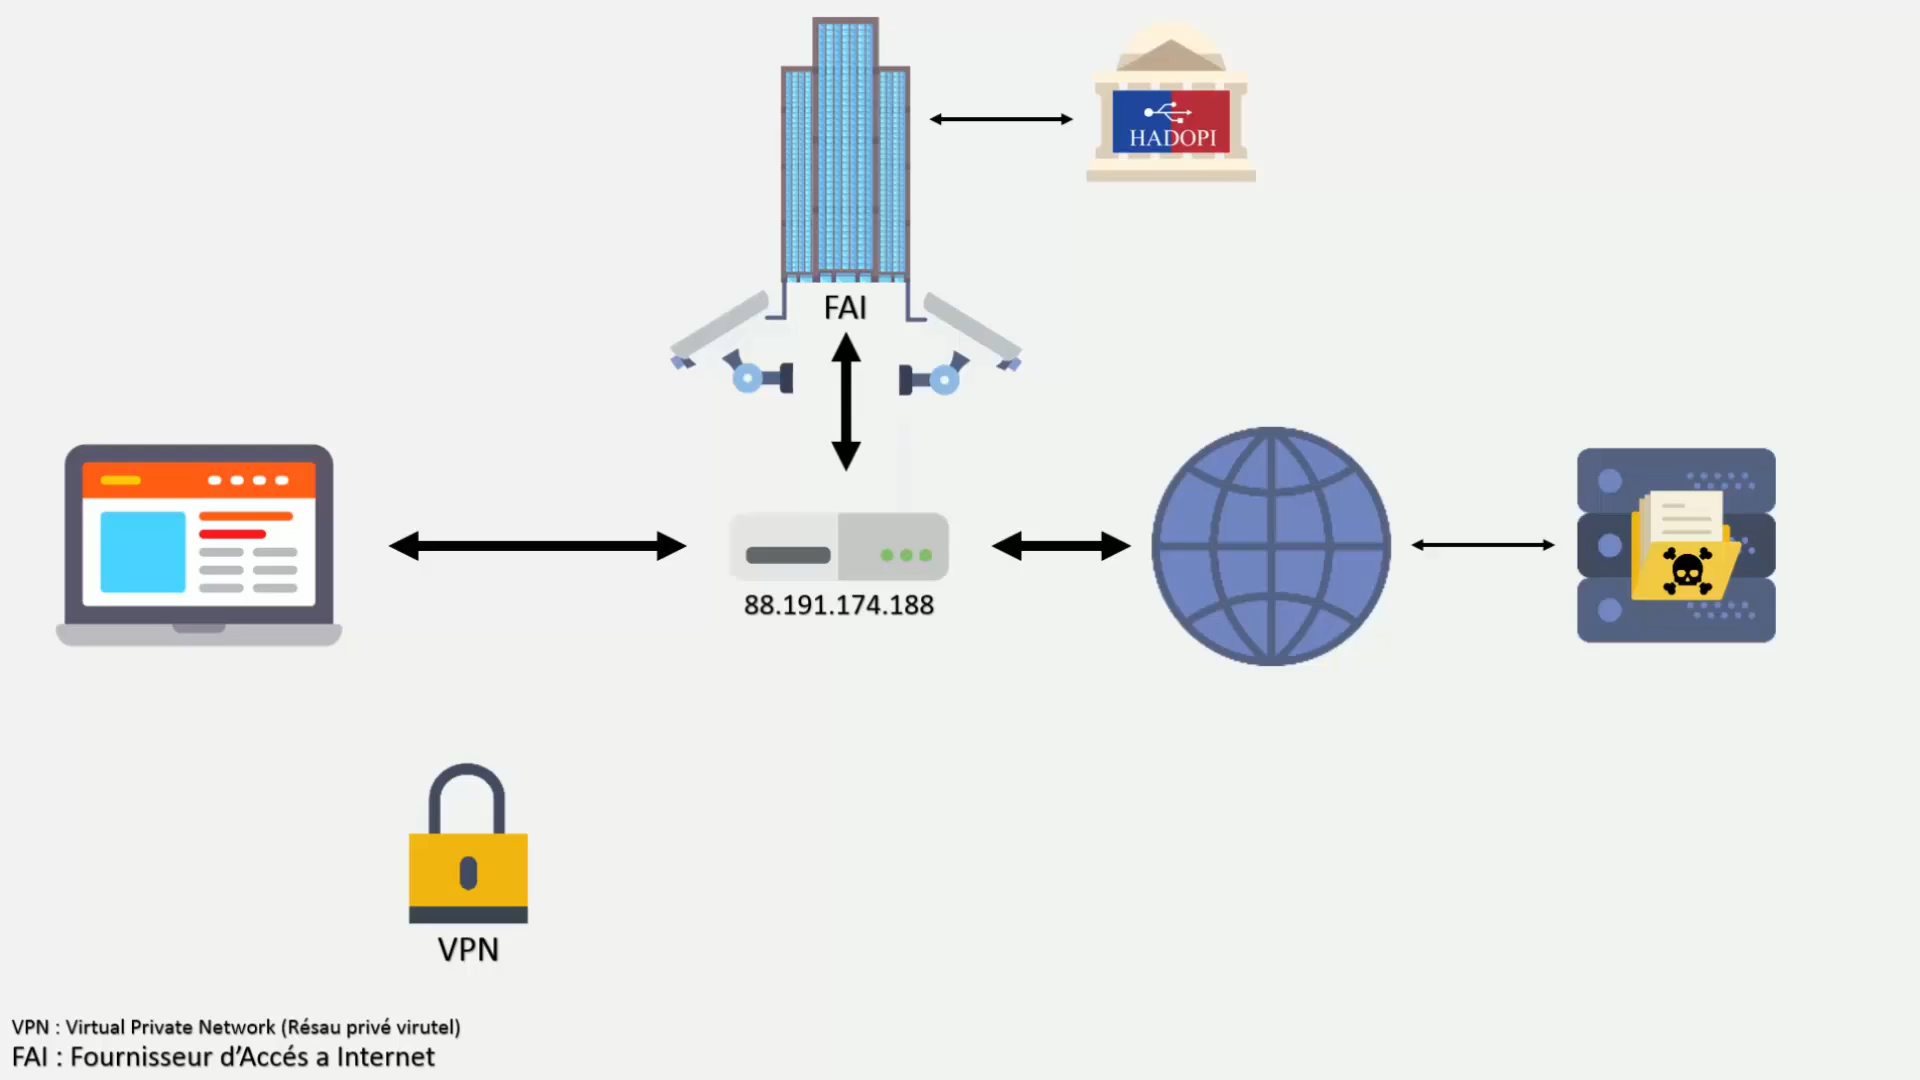 HADOPI
FAI
88.191.174.188
VPN
VPN : Virtual Private Network (Résau privé virutel)
FAI : Fournisseur d’Accés a Internet